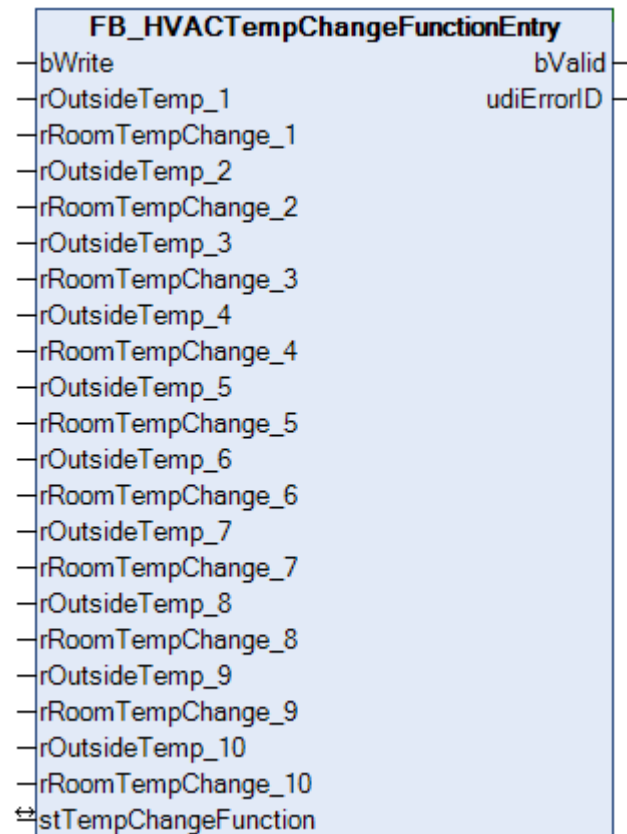 FB_HVACTempChangeFunctionEntry
bWrite bValid
rOutsideTemp_1 udiErrorID
rRoomTempChange_1
rOutsideTemp_2
rRoomTempChange_2
rOutsideTemp_3
rRoomTempChange_3
rOutsideTemp_4
rRoomTempChange_4
rOutsideTemp_5
rRoomTempChange_5
rOutsideTemp_6
rRoomTempChange_6
rOutsideTemp_7
rRoomTempChange_7
rOutsideTemp_8
rRoomTempChange_8
rOutsideTemp_9
rRoomTempChange_9
rOutsideTemp_10
rRoomTempChange_10
stTempChangeFunction